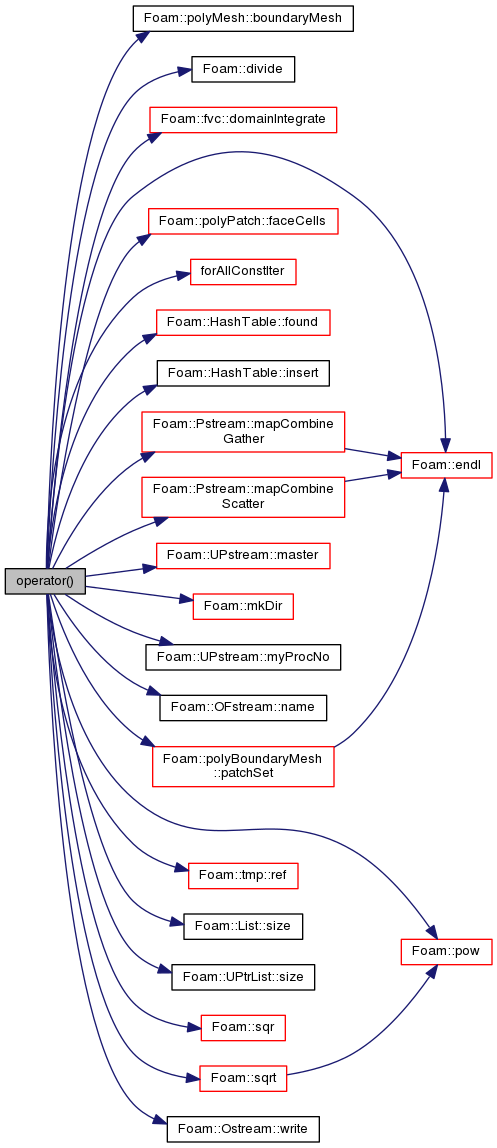 Foam::polyMesh::boundaryMesh
Foam::divide
Foam::fvc::domainIntegrate
Foam::polyPatch::faceCells
forAllConstIter
Foam::HashTable::found
Foam::HashTable::insert
Foam::Pstream::mapCombine
Gather
Foam::endl
Foam::Pstream::mapCombine
Scatter
Foam::UPstream::master
operator()
Foam::mkDir
Foam::UPstream::myProcNo
Foam::OFstream::name
Foam::polyBoundaryMesh
::patchSet
Foam::tmp::ref
Foam::List::size
Foam::pow
Foam::UPtrList::size
Foam::sqr
Foam::sqrt
Foam::Ostream::write